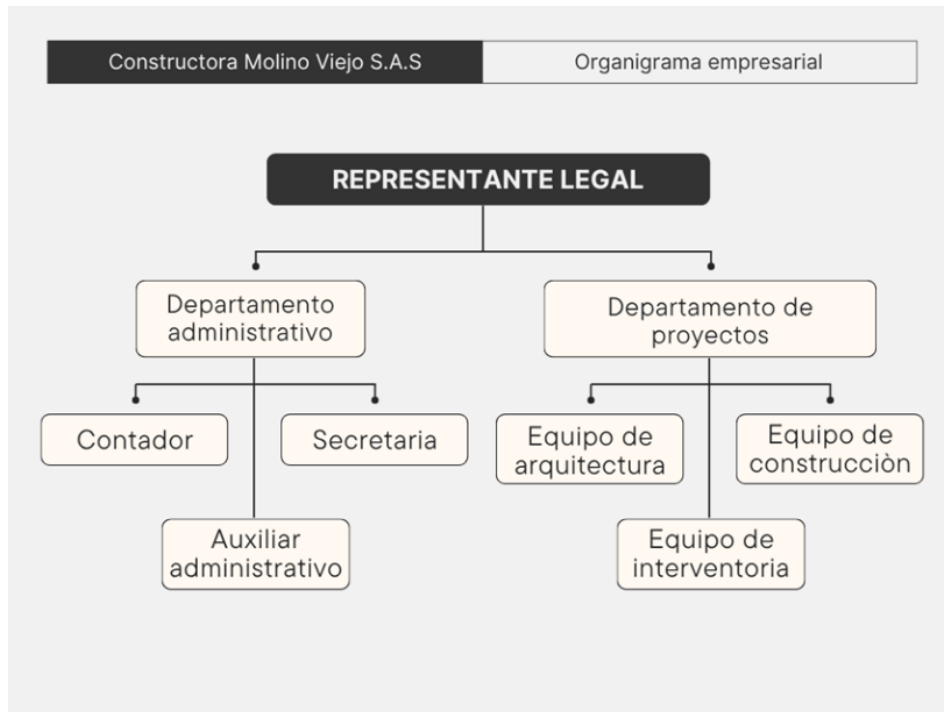 Constructora Molino Viejo S.A.S
Organigrama empresarial
REPRESENTANTE LEGAL
Departamento
administrativo
Departamento de
proyectos
Contador
Secretaria
Equipo de
arquitectura
Equipo de
construcciòn
Auxiliar
administrativo
Equipo de
interventoria